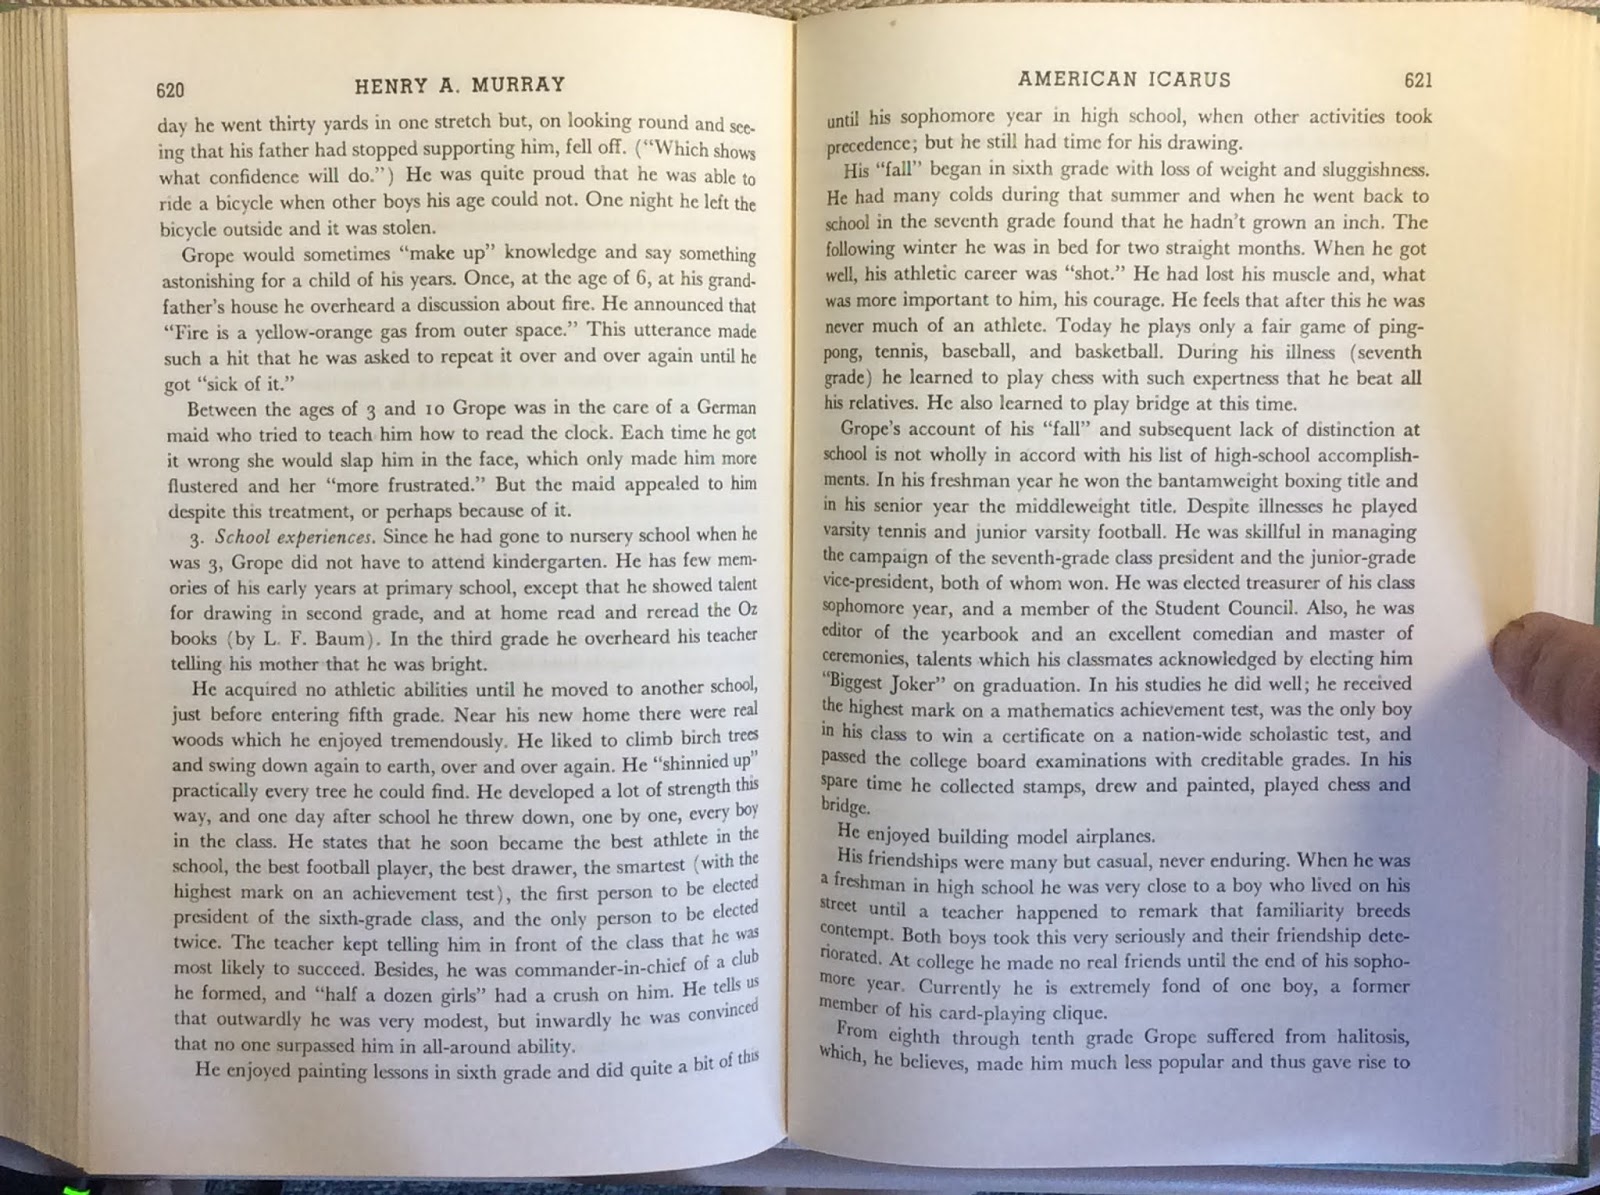 620
HENRY A. MURRAY
day he went thirty yards in one stretch but, on looking round and see-
ing that his father had stopped supporting him, fell off. (“Which shows
what confidence will do.”) He was quite proud that he was able to
ride a bicycle when other boys his age could not. One night he left the
bicycle outside and it was stolen.
Grope would sometimes “make up” knowledge and say something
astonishing for a child of his years. Once, at the age of 6, at his grand-
father’s house he overheard a discussion about fire. He announced that
“Fire is a yellow-orange gas from outer space.” This utterance made
such a hit that he was asked to repeat it over and over again until he
got “sick of it.”
Between the ages of 3 and 10 Grope was in the care of a German
maid who tried to teach him how to read the clock. Each time he got
it wrong she would slap him in the face, which only made him more
flustered and her “more frustrated.” But the maid appealed to him
despite this treatment, or perhaps because of it.
3. School experiences. Since he had gone to nursery school when he
was 3, Grope did not have to attend kindergarten. He has few mem-
ories of his early years at primary school, except that he showed talent
for drawing in second grade, and at home read and reread the Oz
books (by L. F. Baum). In the third grade he overheard his teacher
telling his mother that he was bright.
He acquired no athletic abilities until he moved to another school,
just before entering fifth grade. Near his new home there were real
woods which he enjoyed tremendously. He liked to climb birch trees
and swing down again to earth, over and over again. He “shinnied up”
practically every tree he could find. He developed a lot of strength this
way, and one day after school he threw down, one by one, every boy
in the class. He states that he soon became the best athlete in the
school, the best football player, the best drawer, the smartest (with the
highest mark on an achievement test), the first person to be elected
president of the sixth-grade class, and the only person to be elected
twice. The teacher kept telling him in front of the class that he was
most likely to succeed. Besides, he was commander-in-chief of a club
he formed, and “half a dozen girls” had a crush on him. He tells us
that outwardly he was very modest, but inwardly he was convinced
that no one surpassed him in all-around ability.
He enjoyed painting lessons in sixth grade and did quite a bit of this
AMERICAN ICARUS
621
until his sophomore year in high school, when other activities took
precedence; but he still had time for his drawing.
His “fall” began in sixth grade with loss of weight and sluggishness.
He had many colds during that summer and when he went back to
school in the seventh grade found that he hadn’t grown an inch. The
following winter he was in bed for two straight months. When he got
well, his athletic career was “shot.” He had lost his muscle and, what
was more important to him, his courage. He feels that after this he was
never much of an athlete. Today he plays only a fair game of ping-
pong, tennis, baseball, and basketball. During his illness (seventh
grade) he learned to play chess with such expertness that he beat all
his relatives. He also learned to play bridge at this time.
Grope’s account of his “fall” and subsequent lack of distinction at
school is not wholly in accord with his list of high-school accomplish-
ments. In his freshman year he won the bantamweight boxing title and
in his senior year the middleweight title. Despite illnesses he played
varsity tennis and junior varsity football. He was skillful in managing
the campaign of the seventh-grade class president and the junior-grade
vice-president, both of whom won. He was elected treasurer of his class
sophomore year, and a member of the Student Council. Also, he was
editor of the yearbook and an excellent comedian and master of
ceremonies, talents which his classmates acknowledged by electing him
“Biggest Joker” on graduation. In his studies he did well; he received
the highest mark on a mathematics achievement test, was the only boy
in his class to win a certificate on a nation-wide scholastic test, and
passed the college board examinations with creditable grades. In his
spare time he collected stamps, drew and painted, played chess and
bridge.
He enjoyed building model airplanes.
His friendships were many but casual, never enduring. When he was
a freshman in high school he was very close to a boy who lived on his
street until a teacher happened to remark that familiarity breeds
contempt. Both boys took this very seriously and their friendship dete-
riorated. At college he made no real friends until the end of his sopho-
more year. Currently he is extremely fond of one boy, a former
member of his card-playing clique.
From eighth through tenth grade Grope suffered from halitosis,
which, he believes, made him much less popular and thus gave rise to